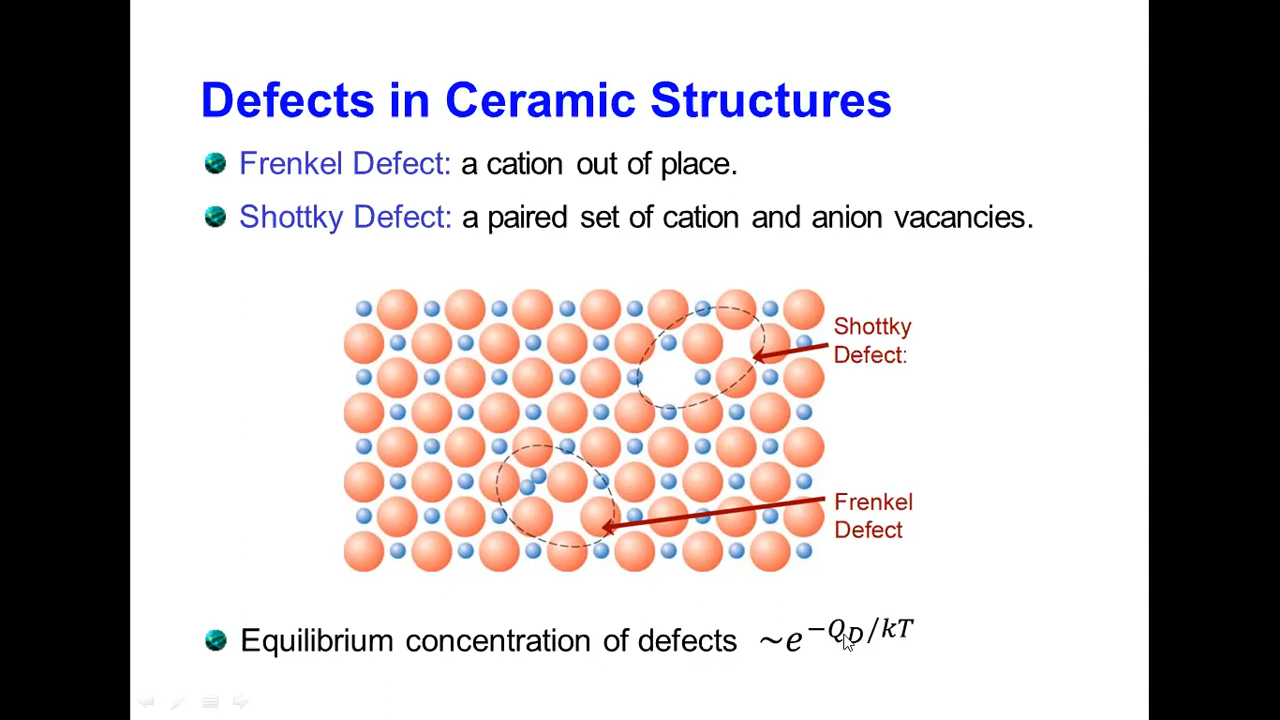 Defects in Ceramic Structures
Frenkel Defect: a cation out of place.
Shottky Defect: a paired set of cation and anion vacancies.
Shottky
Defect:
Frenkel
Defect
Equilibrium concentration of defects ~e^{-Q_D/kT}